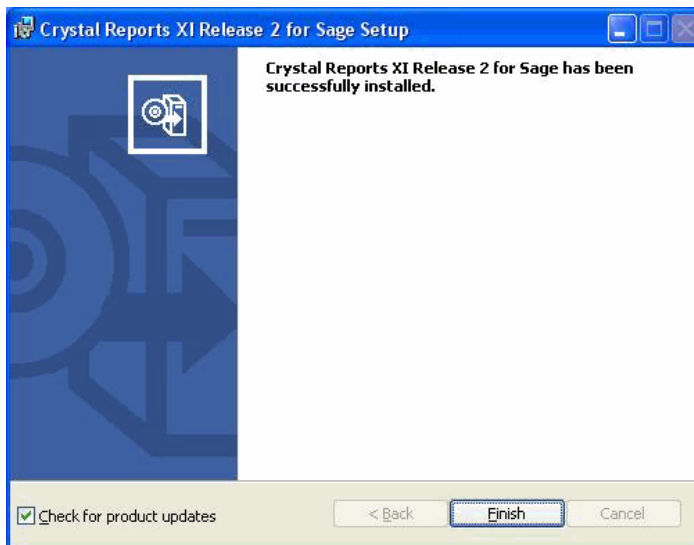 Crystal Reports XI Release 2 for Sage Setup
Crystal Reports XI Release 2 for Sage has been
successfully installed.
Check for product updates
< Back
Finish
Cancel